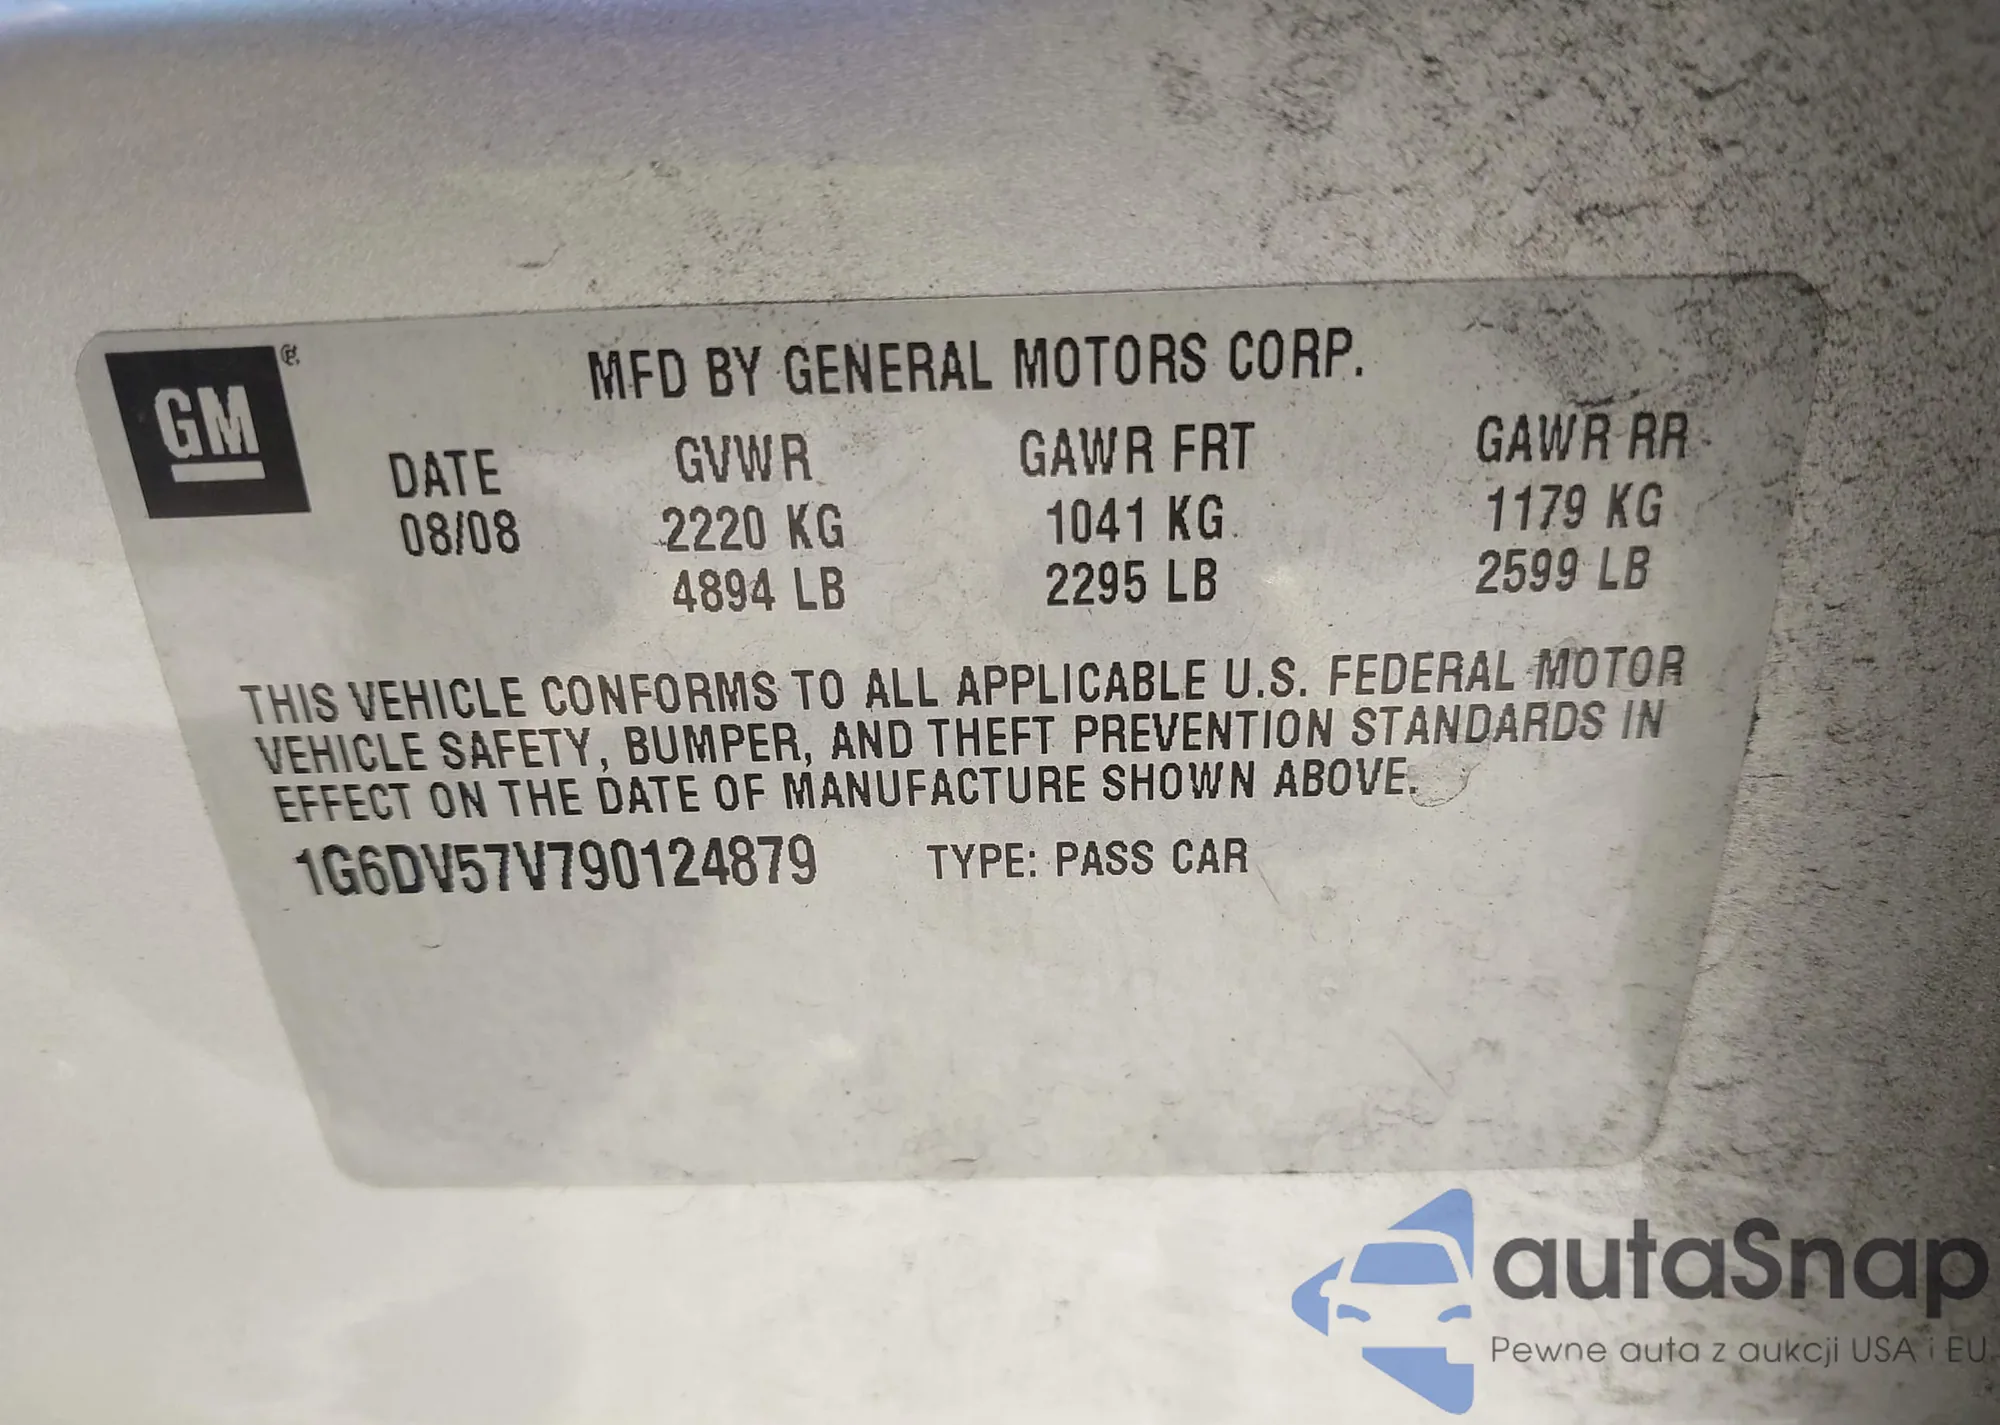 GM®
MFD BY GENERAL MOTORS CORP.
DATE GVWR GAWR FRT GAWR RR
08/08 2220 KG 1041 KG 1179 KG
4894 LB 2295 LB 2599 LB
THIS VEHICLE CONFORMS TO ALL APPLICABLE U.S. FEDERAL MOTOR
VEHICLE SAFETY, BUMPER, AND THEFT PREVENTION STANDARDS IN
EFFECT ON THE DATE OF MANUFACTURE SHOWN ABOVE.
1G6DV57V790124879 TYPE: PASS CAR
autaSnap
Pewne auta z aukcji USA i EU